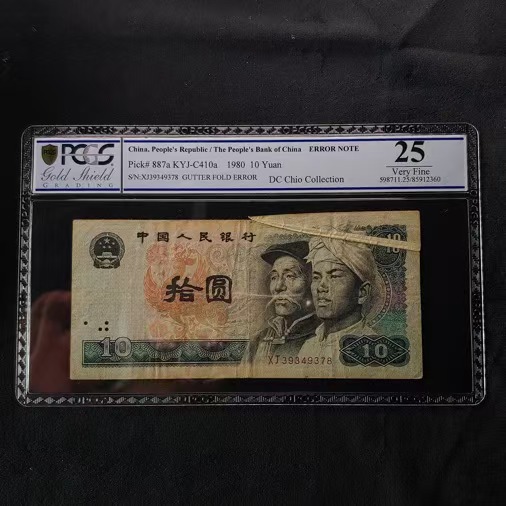 PCGS
Gold Shield
GRADING
China, People's Republic / The People's Bank of China ERROR NOTE
Pick# 887a KYJ-C410a 1980 10 Yuan
S/N:XJ39349378 GUTTER FOLD ERROR
DC Chio Collection
25
Very Fine
598711.25/85912360
中国人民银行
10
拾圆
10
10
XJ39349378